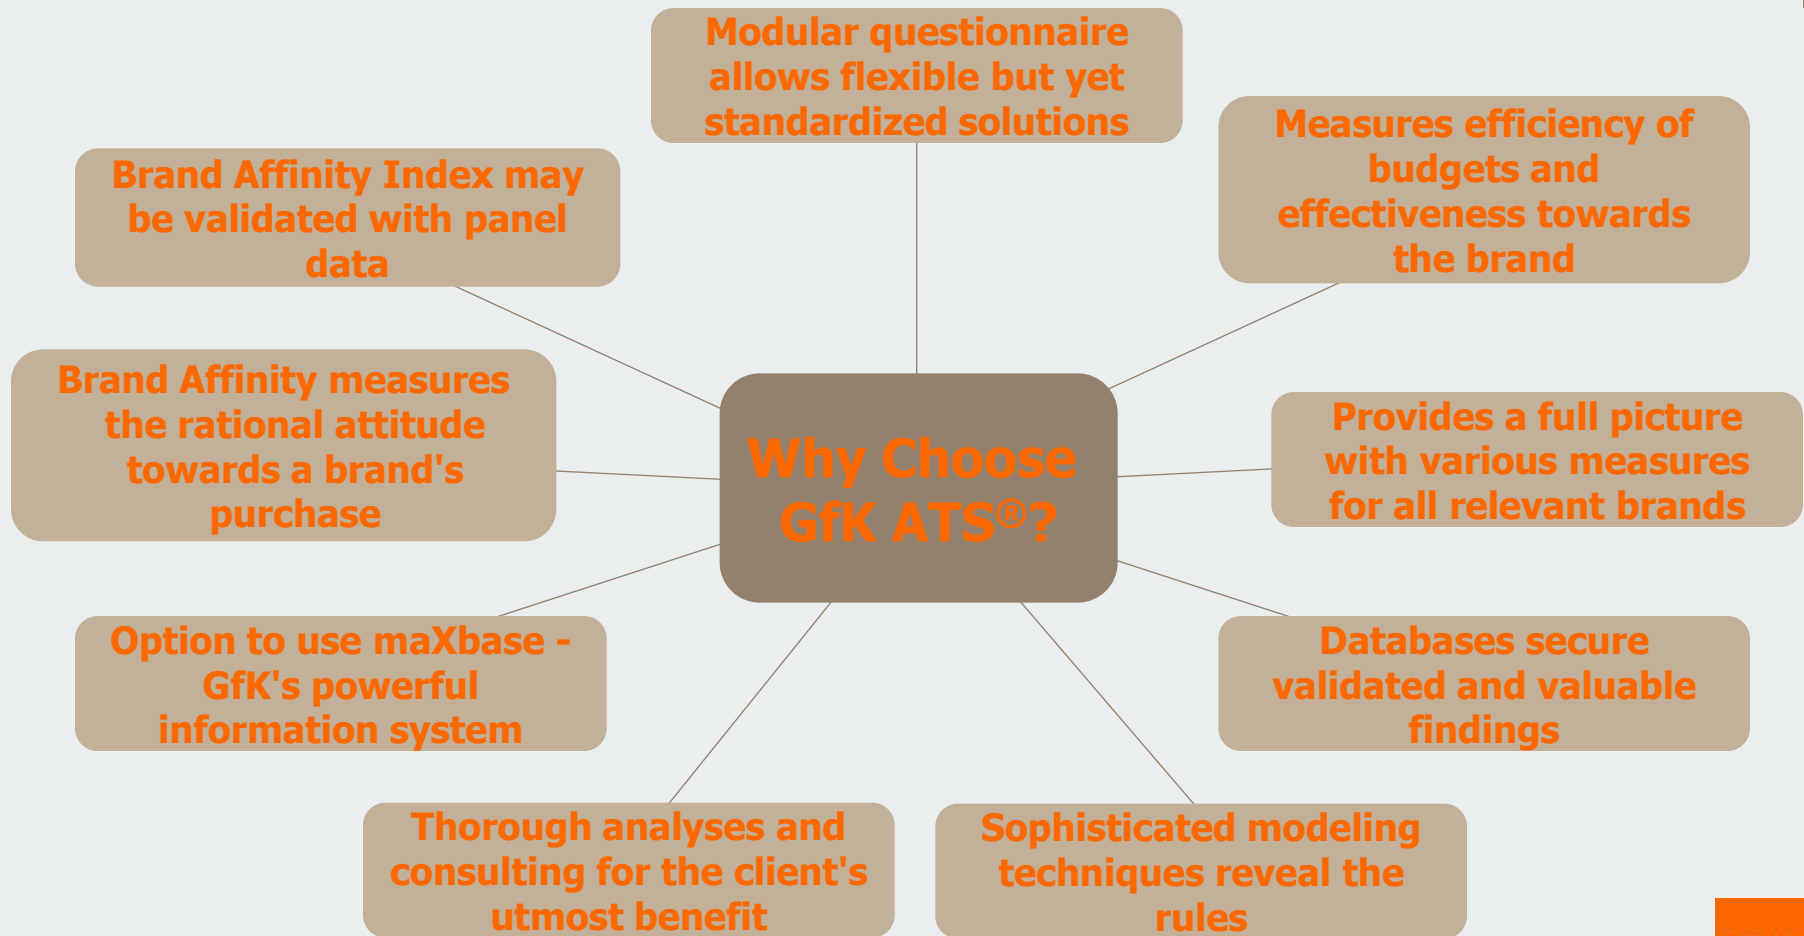 Modular questionnaire
allows flexible but yet
standardized solutions
Measures efficiency of
budgets and
effectiveness towards
the brand
Brand Affinity Index may
be validated with panel
data
Brand Affinity measures
the rational attitude
towards a brand's
purchase
Why Choose
GfK ATS®?
Provides a full picture
with various measures
for all relevant brands
Option to use maXbase -
GfK's powerful
information system
Databases secure
validated and valuable
findings
Thorough analyses and
consulting for the client's
utmost benefit
Sophisticated modeling
techniques reveal the
rules